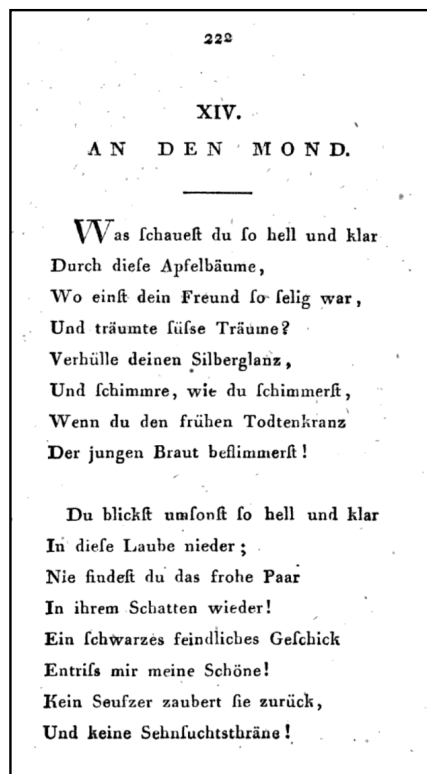 222
XIV.
AN DEN MOND.
Was ſchaueſt du ſo hell und klar
Durch dieſe Apfelbäume,
Wo einſt dein Freund ſo ſelig war,
Und träumte ſüſse Träume?
Verhülle deinen Silberglanz,
Und ſchimmre, wie du ſchimmerſt,
Wenn du den frühen Todtenkranz
Der jungen Braut beflimmerſt!
Du blickſt umſonſt ſo hell und klar
In dieſe Laube nieder;
Nie findeſt du das frohe Paar
In ihrem Schatten wieder!
Ein ſchwarzes feindliches Geſchick
Entriſs mir meine Schöne!
Kein Seufzer zaubert ſie zurück,
Und keine Sehnſuchtsthräne!